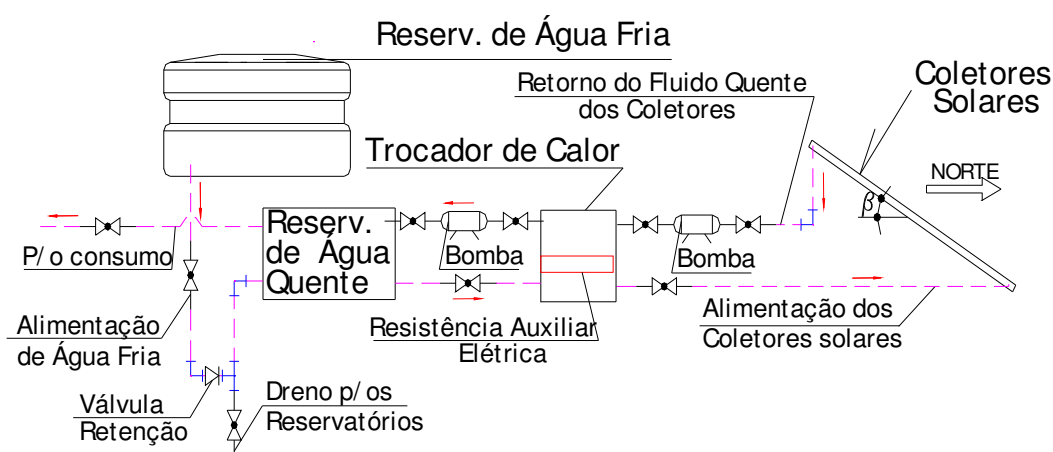 Reserv. de Água Fria
Retorno do Fluido Quente
dos Coletores
Coletores
Solares
Trocador de Calor
NORTE
β
Reserv.
de Água
Quente
P/ o consumo
Bomba
Bomba
Alimentação
de Água Fria
Resistência Auxiliar
Elétrica
Alimentação dos
Coletores solares
Válvula
Retenção
Dreno p/ os
Reservatórios